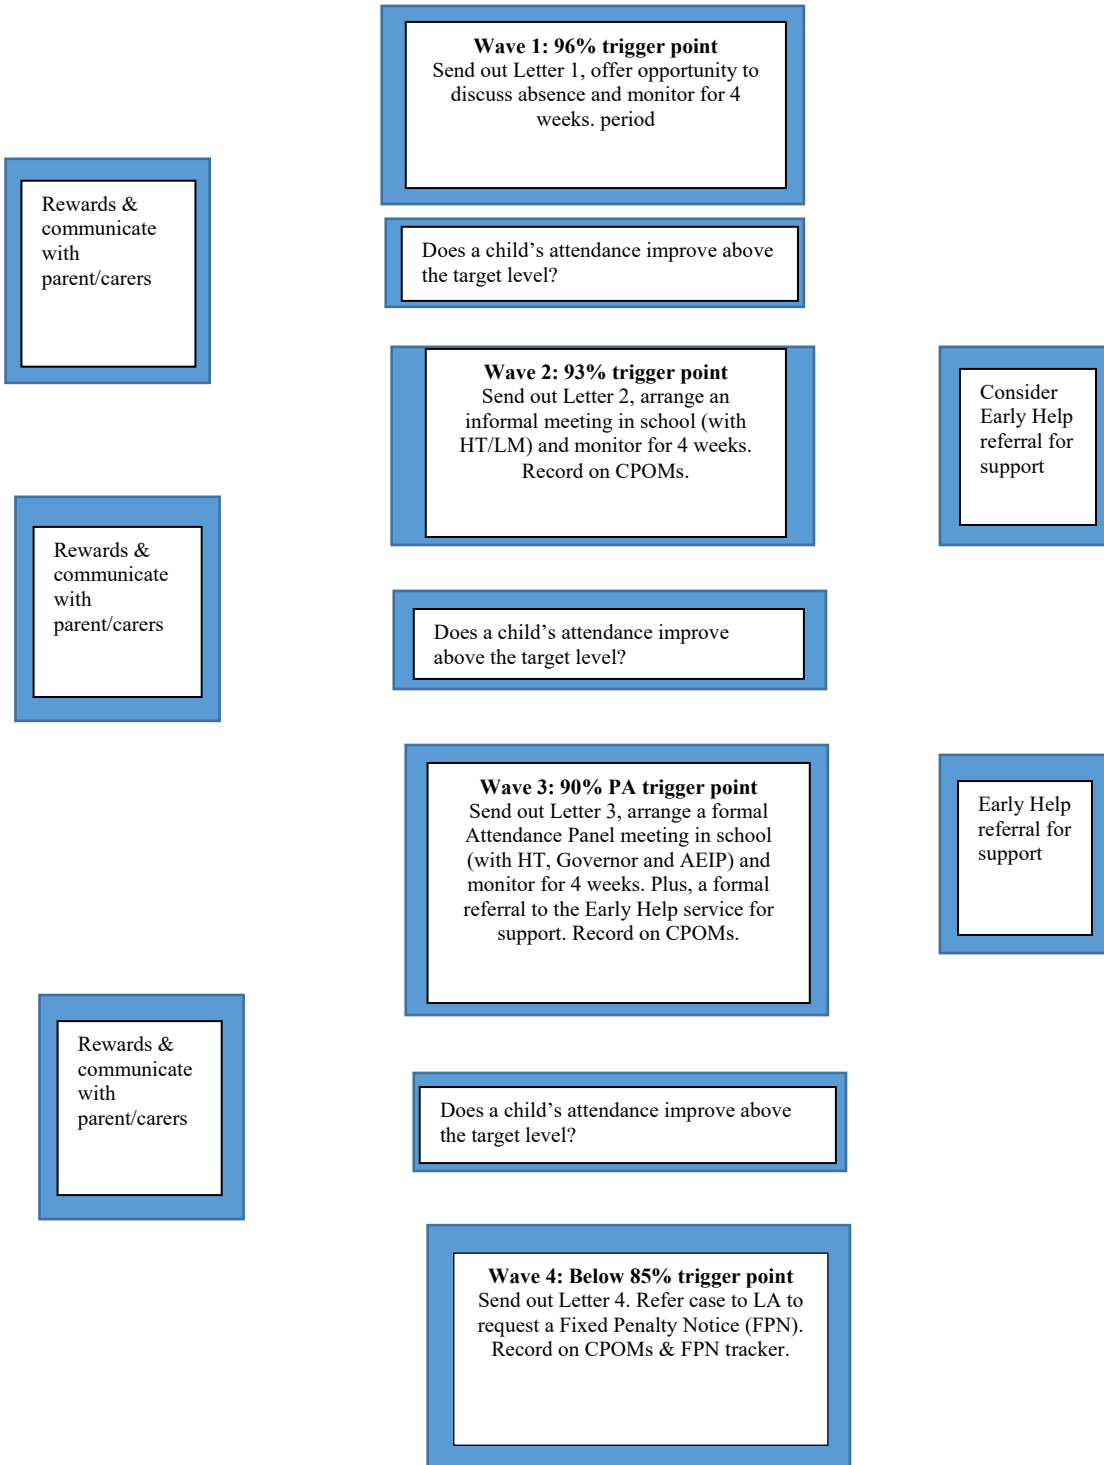 Wave 1: 96% trigger point
Send out Letter 1, offer opportunity to
discuss absence and monitor for 4
weeks. period
Rewards &
communicate
with
parent/carers
Does a child’s attendance improve above
the target level?
Wave 2: 93% trigger point
Send out Letter 2, arrange an
informal meeting in school (with
HT/LM) and monitor for 4 weeks.
Record on CPOMs.
Consider
Early Help
referral for
support
Rewards &
communicate
with
parent/carers
Does a child’s attendance improve
above the target level?
Wave 3: 90% PA trigger point
Send out Letter 3, arrange a formal
Attendance Panel meeting in school
(with HT, Governor and AEIP) and
monitor for 4 weeks. Plus, a formal
referral to the Early Help service for
support. Record on CPOMs.
Early Help
referral for
support
Rewards &
communicate
with
parent/carers
Does a child’s attendance improve above
the target level?
Wave 4: Below 85% trigger point
Send out Letter 4. Refer case to LA to
request a Fixed Penalty Notice (FPN).
Record on CPOMs & FPN tracker.